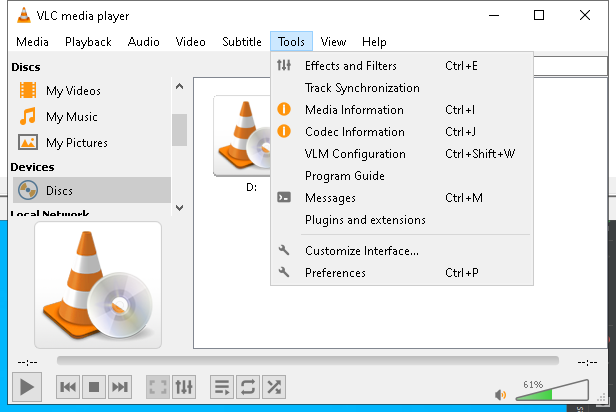 VLC media player
Media Playback Audio Video Subtitle Tools View Help
Discs
My Videos
My Music
My Pictures
Devices
Discs
Local Network
D:
Effects and Filters Ctrl+E
Track Synchronization
Media Information Ctrl+I
Codec Information Ctrl+J
VLM Configuration Ctrl+Shift+W
Program Guide
Messages Ctrl+M
Plugins and extensions
Customize Interface...
Preferences Ctrl+P
--:-- --:--
61%